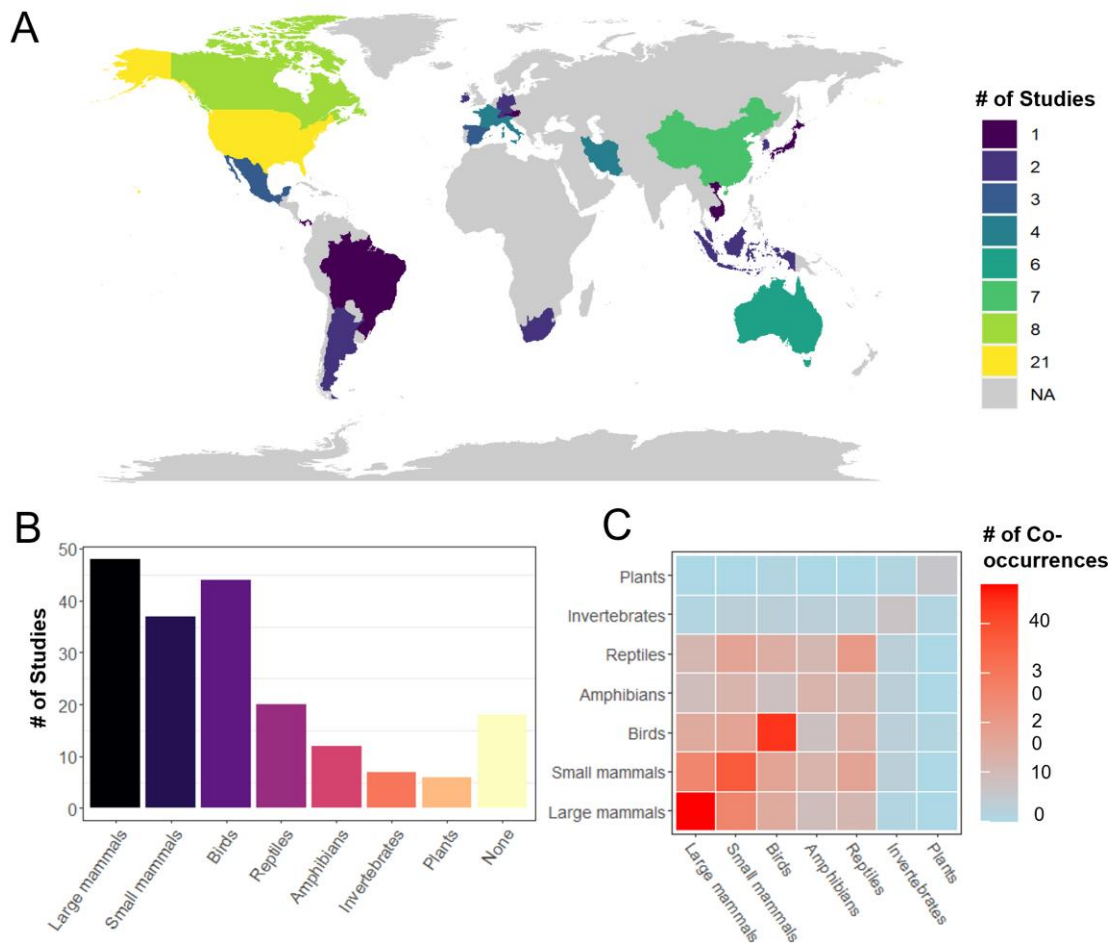 A
# of Studies
1
2
3
4
6
7
8
21
NA
B
# of Studies
50
40
30
20
10
0
Large mammals
Small mammals
Birds
Reptiles
Amphibians
Invertebrates
Plants
None
C
Plants
Invertebrates
Reptiles
Amphibians
Birds
Small mammals
Large mammals
Large mammals
Small mammals
Birds
Amphibians
Reptiles
Invertebrates
Plants
# of Co-
occurrences
40
3
0
2
0
10
0